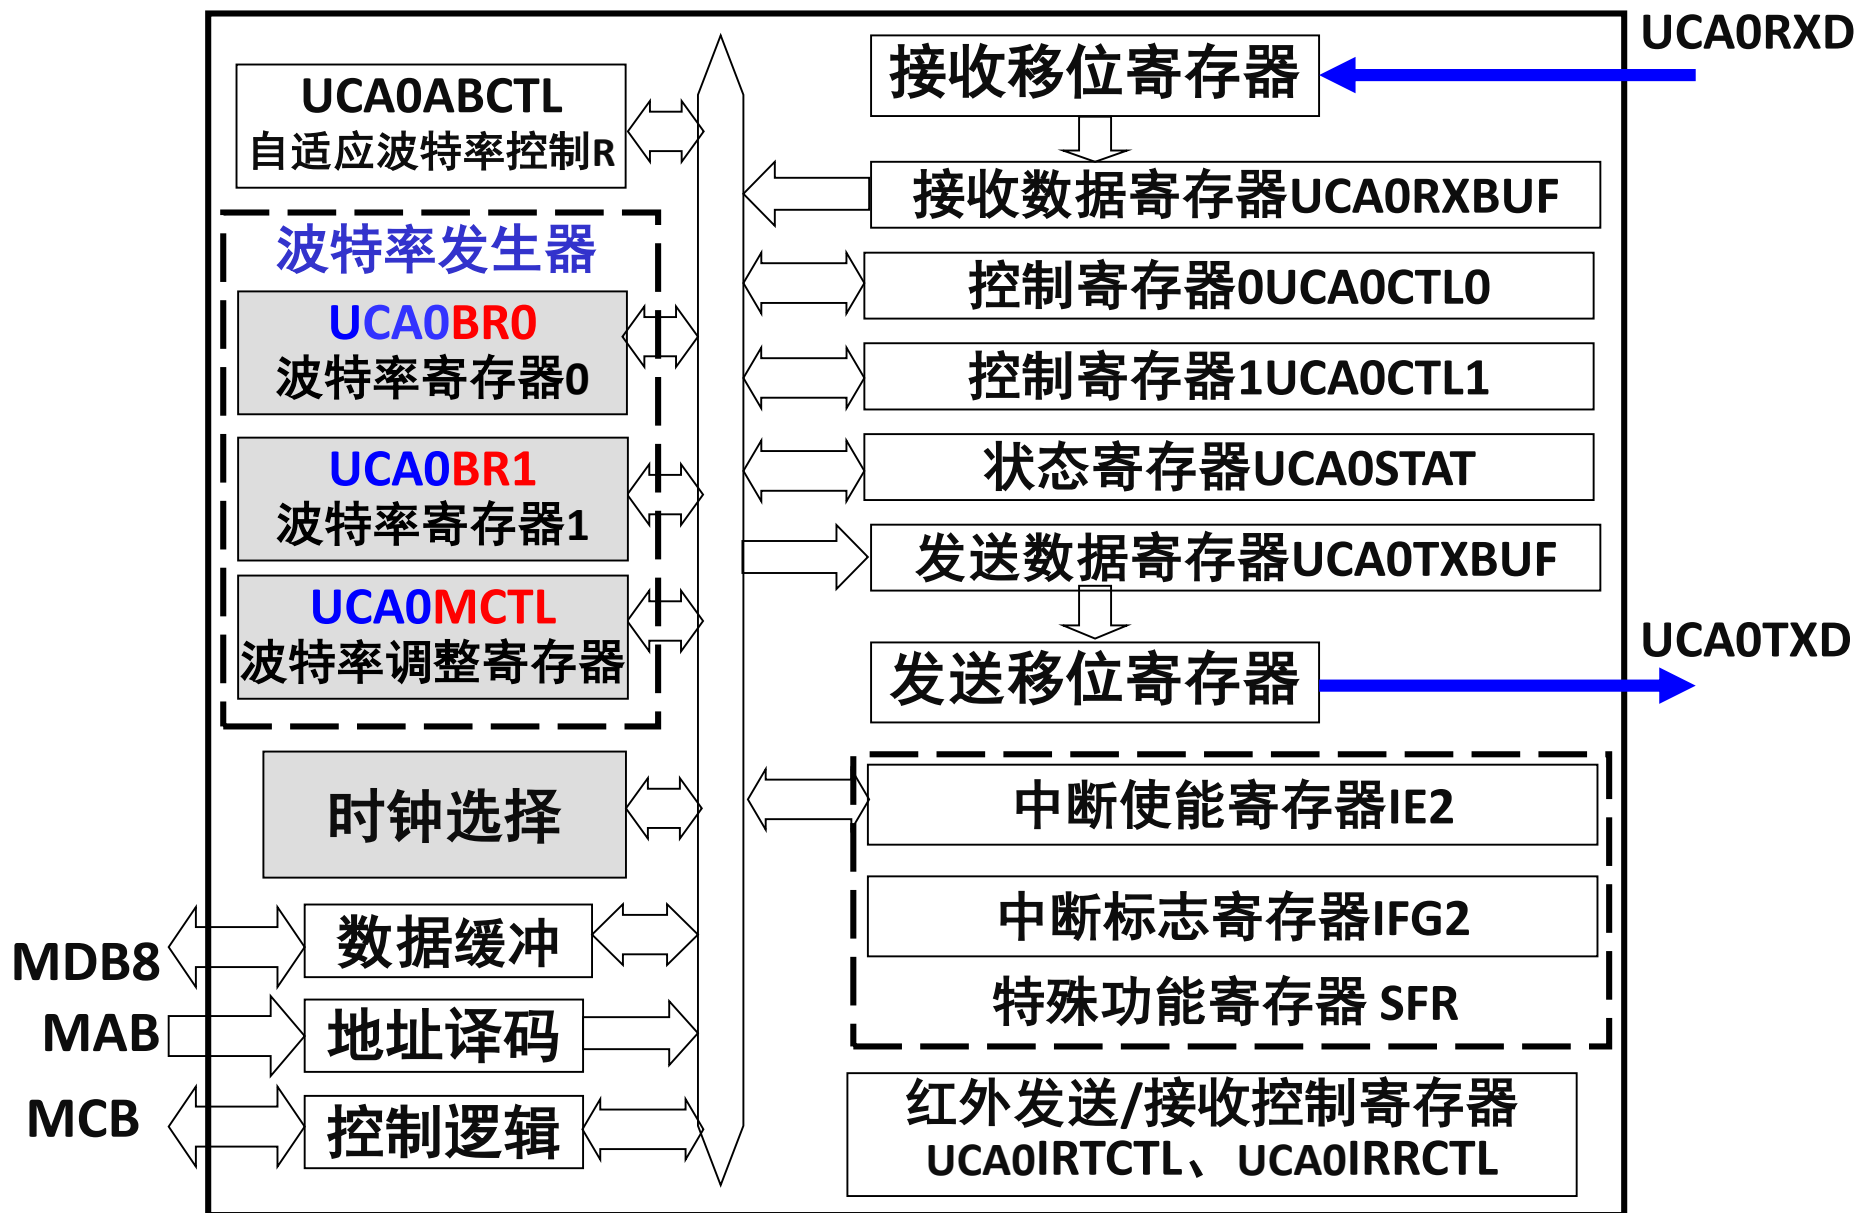 UCA0RXD
UCA0ABCTL
自适应波特率控制R
波特率发生器
UCA0BR0
波特率寄存器0
UCA0BR1
波特率寄存器1
UCA0MCTL
波特率调整寄存器
时钟选择
数据缓冲
地址译码
控制逻辑
MDB8
MAB
MCB
接收移位寄存器
接收数据寄存器UCA0RXBUF
控制寄存器0UCA0CTL0
控制寄存器1UCA0CTL1
状态寄存器UCA0STAT
发送数据寄存器UCA0TXBUF
发送移位寄存器
UCA0TXD
中断使能寄存器IE2
中断标志寄存器IFG2
特殊功能寄存器 SFR
红外发送/接收控制寄存器
UCA0IRTCTL、UCA0IRRCTL